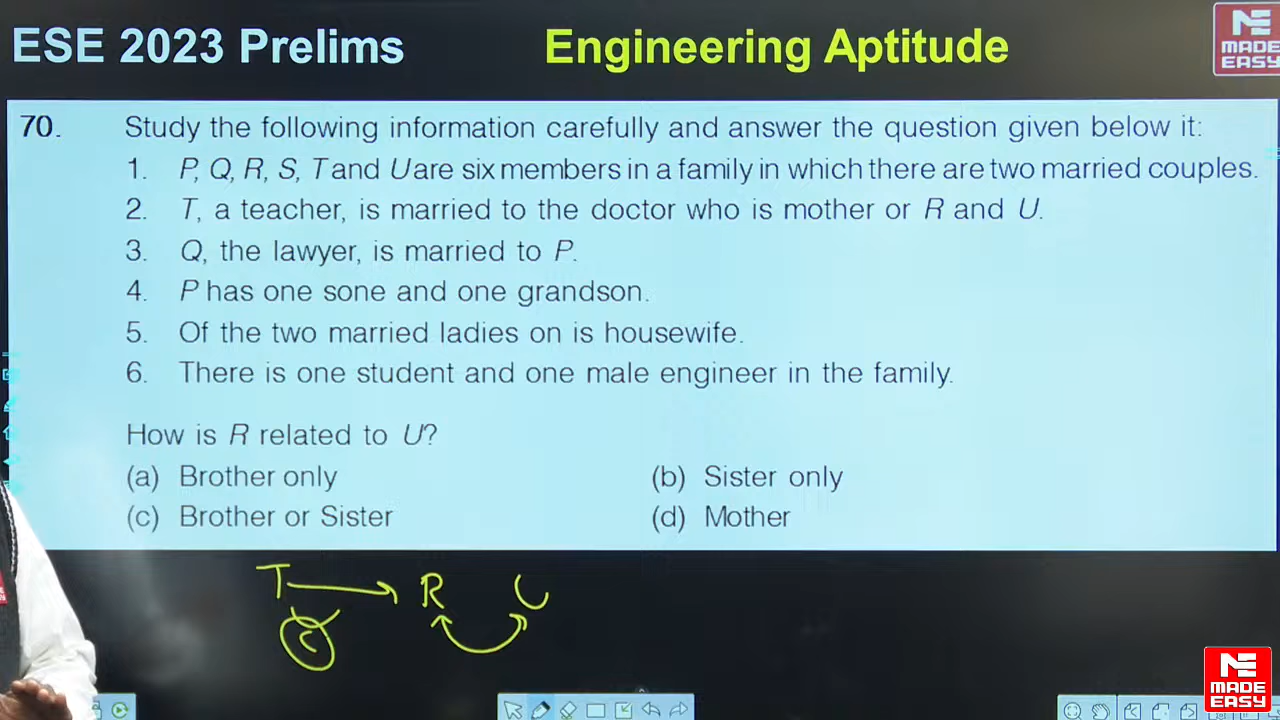 ESE 2023 Prelims Engineering Aptitude
ME
MADE
EASY
70. Study the following information carefully and answer the question given below it:
1. P, Q, R, S, T and U are six members in a family in which there are two married couples.
2. T, a teacher, is married to the doctor who is mother or R and U.
3. Q, the lawyer, is married to P.
4. P has one sone and one grandson.
5. Of the two married ladies on is housewife.
6. There is one student and one male engineer in the family.
How is R related to U?
(a) Brother only (b) Sister only
(c) Brother or Sister (d) Mother
T R U
C
ME
MADE
EASY